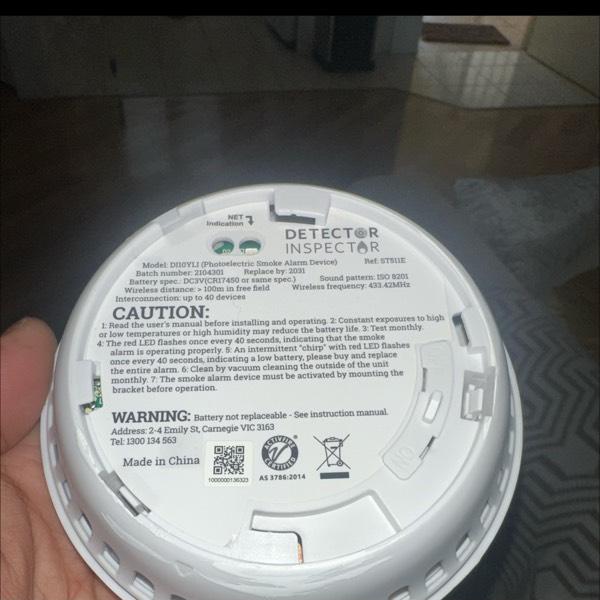 NET
Indication
DETECTOR
INSPECTOR
Model: DI10YLI (Photoelectric Smoke Alarm Device) Ref: ST511E
Batch number: 2104301 Replace by: 2031
Battery spec.: DC3V(CR17450 or same spec.) Sound pattern: ISO 8201
Wireless distance: > 100m in free field Wireless frequency: 433.42MHz
Interconnection: up to 40 devices
CAUTION:
1: Read the user's manual before installing and operating. 2: Constant exposures to high
or low temperatures or high humidity may reduce the battery life. 3: Test monthly.
4: The red LED flashes once every 40 seconds, indicating that the smoke
alarm is operating properly. 5: An intermittent "chirp" with red LED flashes
once every 40 seconds, indicating a low battery, please buy and replace
the entire alarm. 6: Clean by vacuum cleaning the outside of the unit
monthly. 7: The smoke alarm device must be activated by mounting the
bracket before operation.
WARNING: Battery not replaceable - See instruction manual.
Address: 2-4 Emily St, Carnegie VIC 3163
Tel: 1300 134 563
Made in China
1000000136323
ACTIVFIRE
CERTIFIED
AS 3786:2014